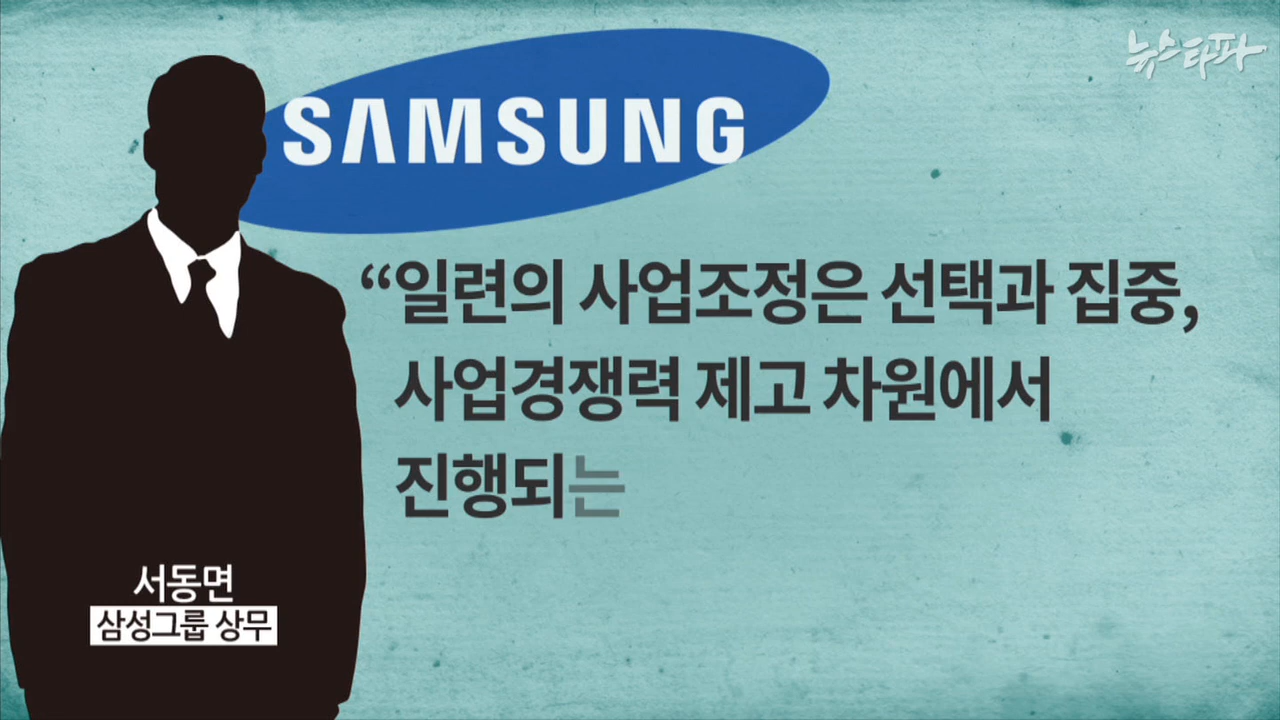 뉴스타파
SAMSUNG
“일련의 사업조정은 선택과 집중,
사업경쟁력 제고 차원에서
진행되는
서동면
삼성그룹 상무